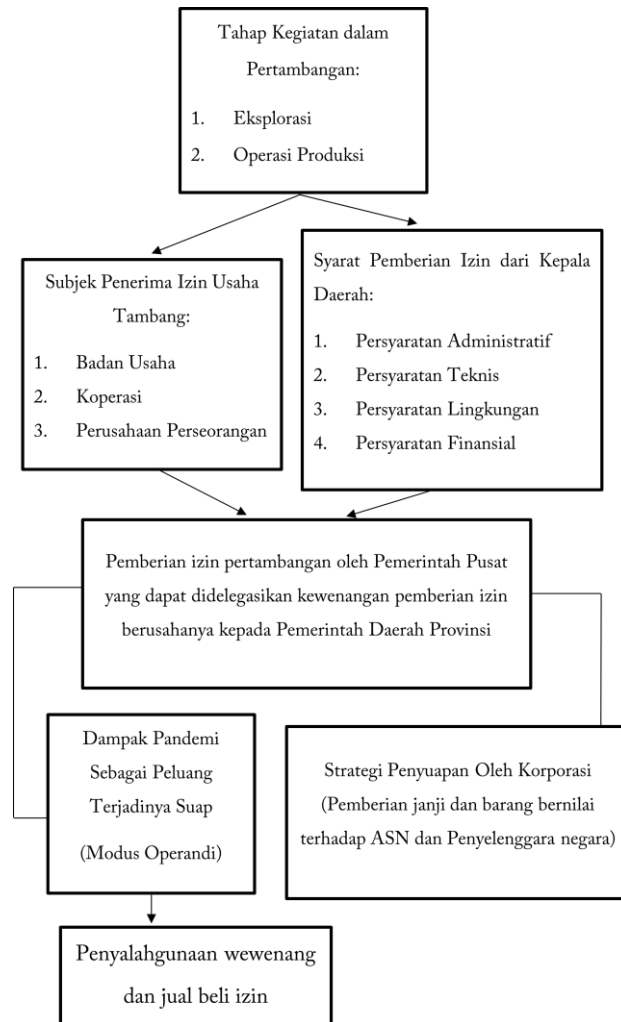 Tahap Kegiatan dalam
Pertambangan:
1. Eksplorasi
2. Operasi Produksi
Subjek Penerima Izin Usaha
Tambang:
1. Badan Usaha
2. Koperasi
3. Perusahaan Perseorangan
Syarat Pemberian Izin dari Kepala
Daerah:
1. Persyaratan Administratif
2. Persyaratan Teknis
3. Persyaratan Lingkungan
4. Persyaratan Finansial
Pemberian izin pertambangan oleh Pemerintah Pusat
yang dapat didelegasikan kewenangan pemberian izin
berusahanya kepada Pemerintah Daerah Provinsi
Dampak Pandemi
Sebagai Peluang
Terjadinya Suap
(Modus Operandi)
Strategi Penyuapan Oleh Korporasi
(Pemberian janji dan barang bernilai
terhadap ASN dan Penyelenggara negara)
Penyalahgunaan wewenang
dan jual beli izin